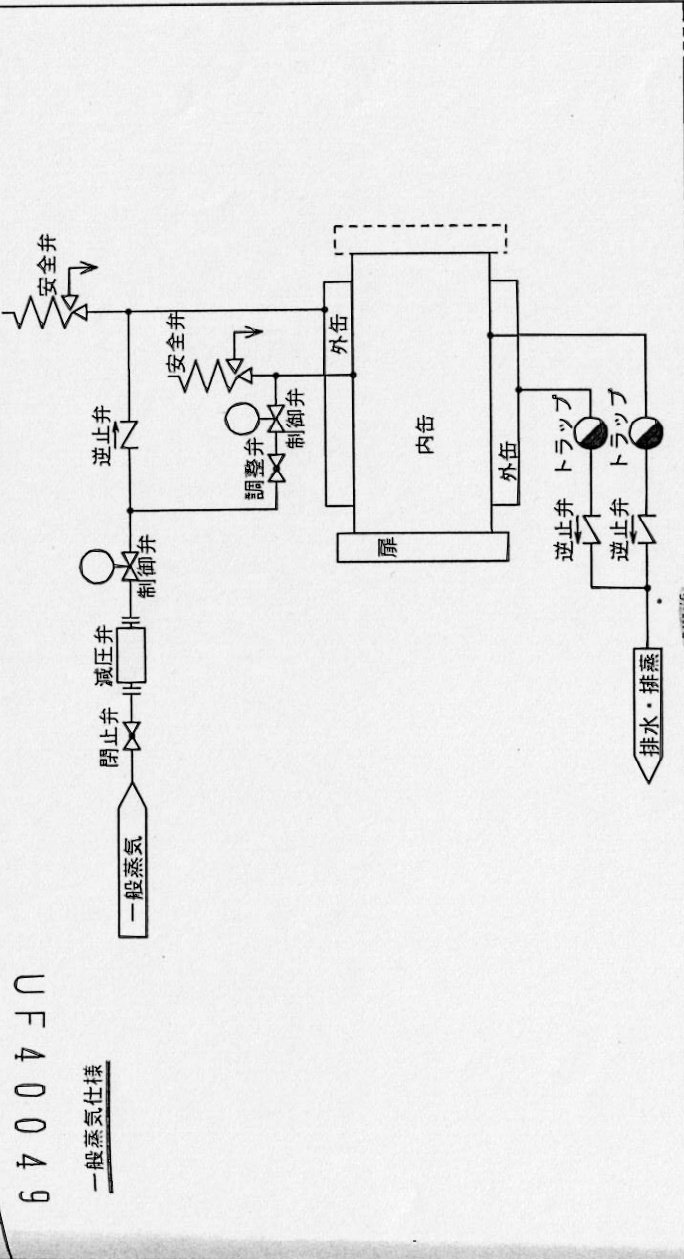 UF40049
一般蒸気仕様
一般蒸気
閉止弁
減圧弁
制御弁
逆止弁
安全弁
調整弁
制御弁
安全弁
外缶
扉
内缶
外缶
逆止弁
トラップ
逆止弁
トラップ
排水・排蒸